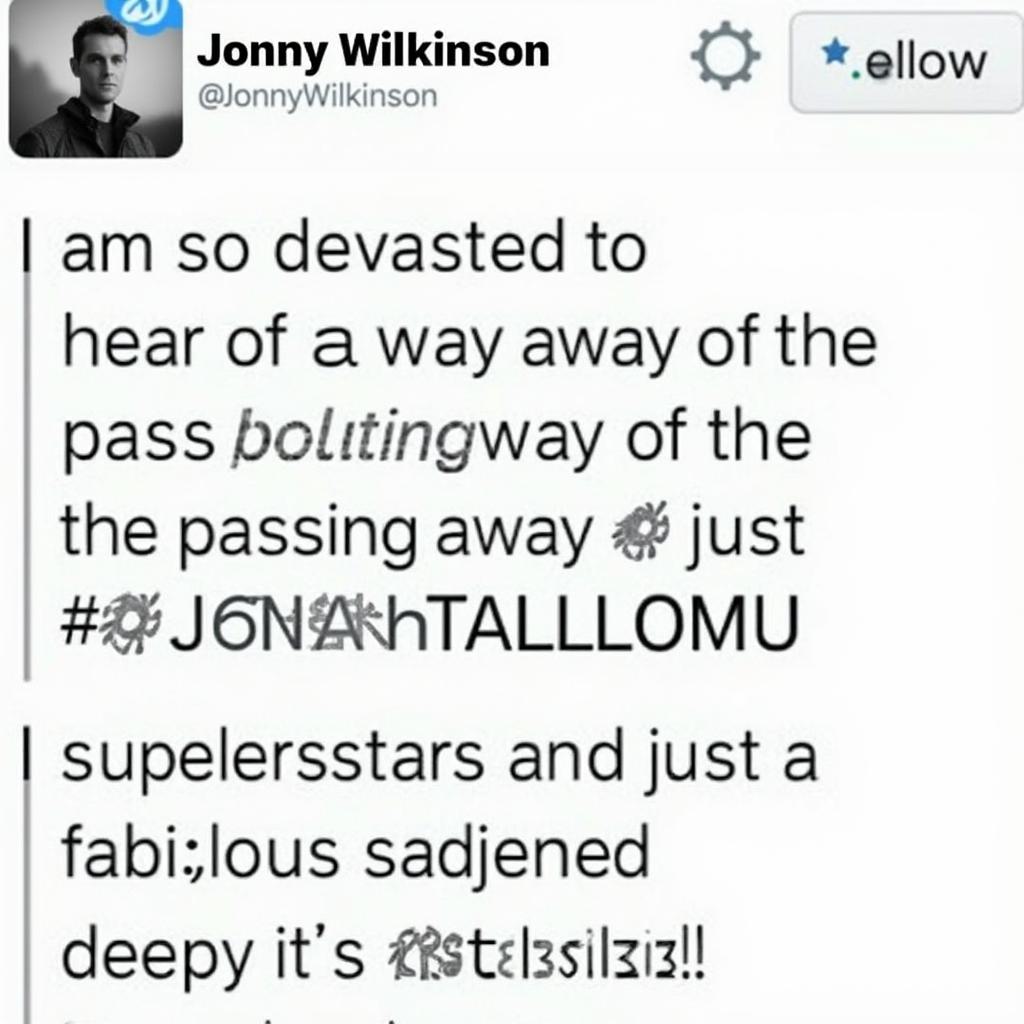 Jonny Wilkinson
@JonnyWilkinson
.ellow
I am so devasted to
hear of a way away of the
pass boliting way of the
the passing away just
I supelersstars and just a
fabi;lous sadjened
deepy it's